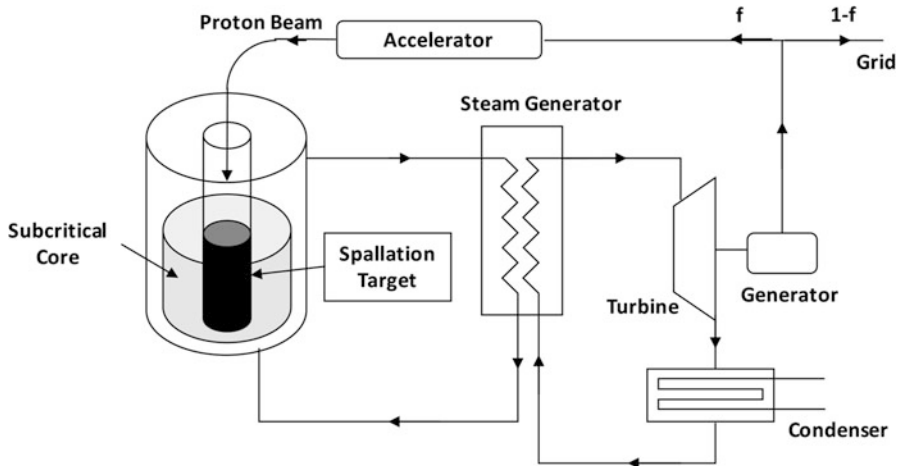 f
1-f
Proton Beam
Accelerator
Grid
Steam Generator
Subcritical
Core
Spallation
Target
Turbine
Generator
Condenser